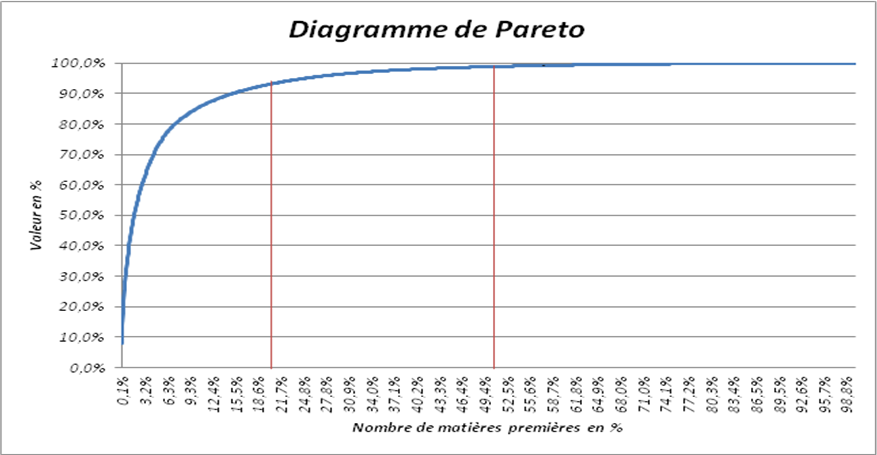 Diagramme de Pareto
100,0%
90,0%
80,0%
70,0%
60,0%
50,0%
40,0%
30,0%
20,0%
10,0%
0,0%
Valeur en %
0,1% 3,2% 6,3% 9,3% 12,4% 15,5% 18,6% 21,7% 24,8% 27,8% 30,9% 34,0% 37,1% 40,2% 43,3% 46,4% 49,4% 52,5% 55,6% 58,7% 61,8% 64,9% 68,0% 71,0% 74,1% 77,2% 80,3% 83,4% 86,5% 89,5% 92,6% 95,7% 98,8%
Nombre de matières premières en %